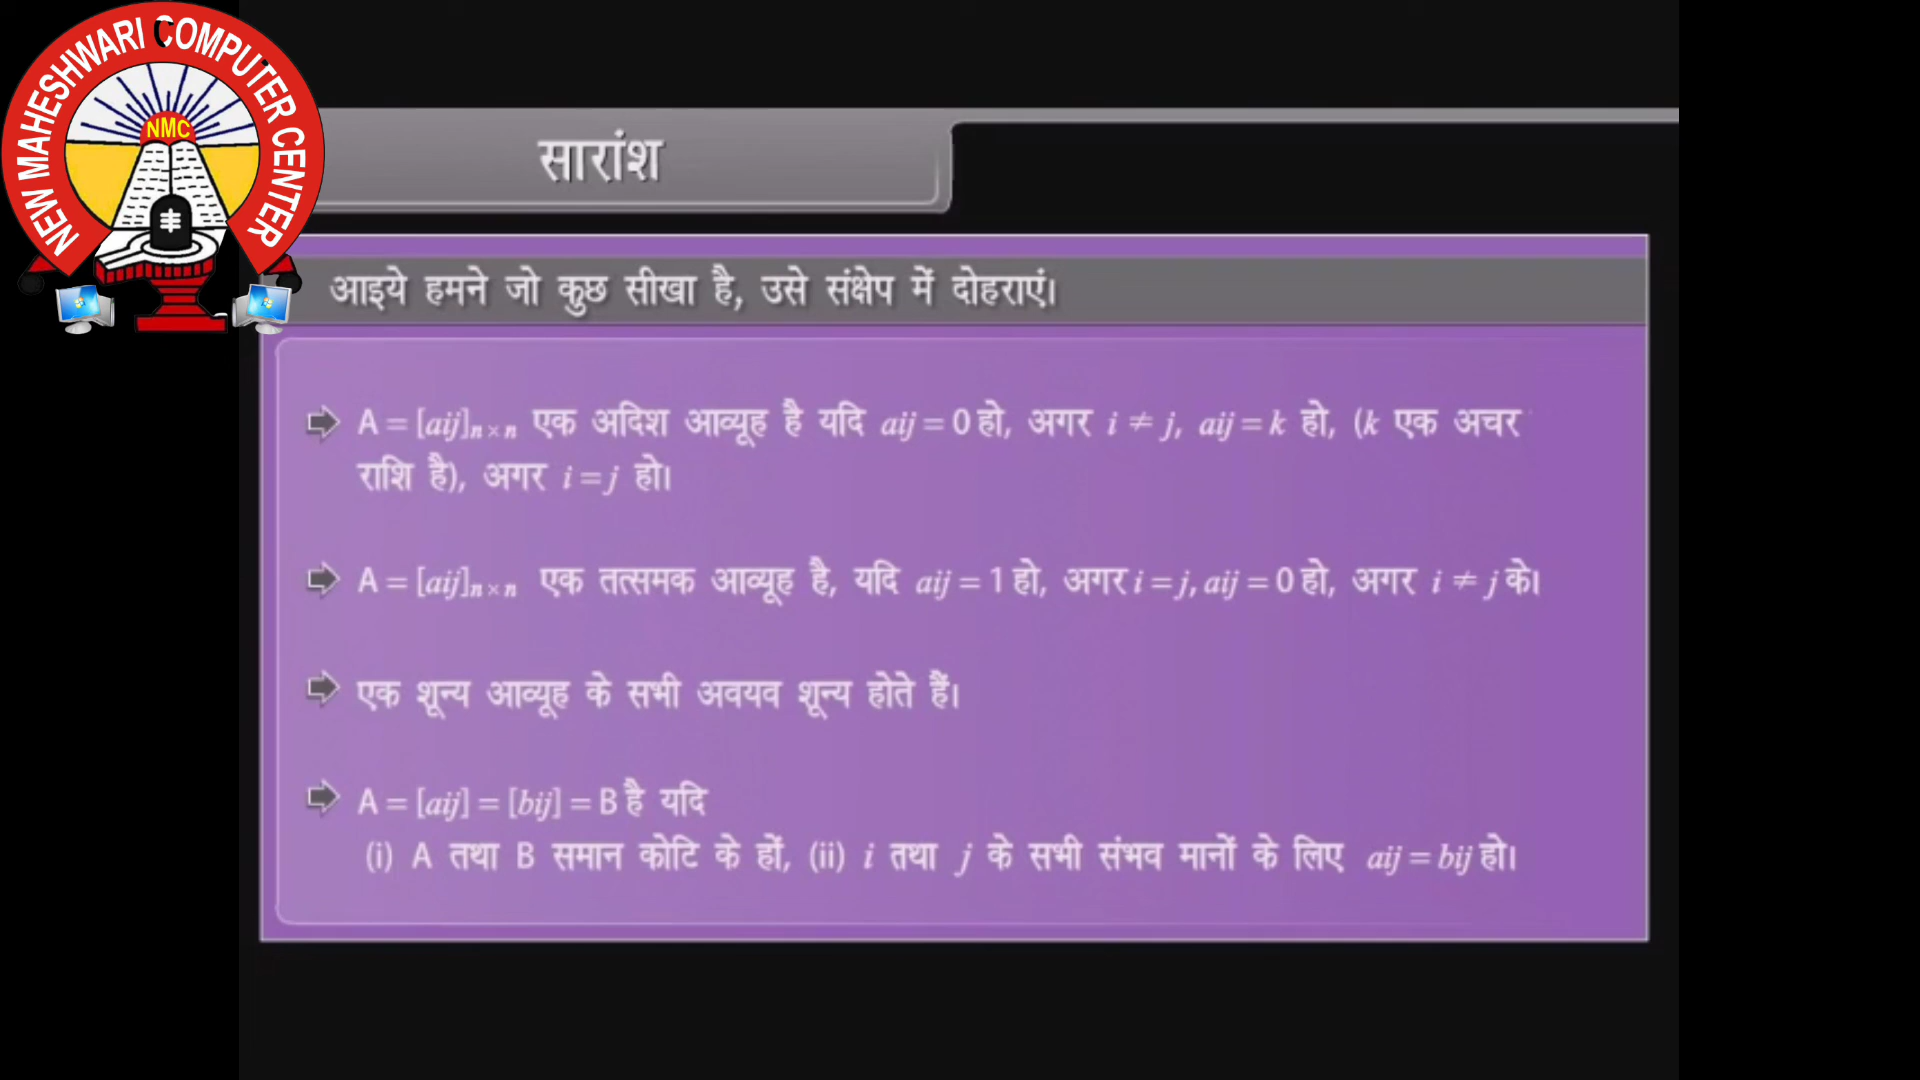 NEW MAHESHWARI COMPUTER CENTER
NMC
सारांश
आइये हमने जो कुछ सीखा है, उसे संक्षेप में दोहराएं।
A = [aij]n × n एक अदिश आव्यूह है यदि aij = 0 हो, अगर i ≠ j, aij = k हो, (k एक अचर
राशि है), अगर i = j हो।
A = [aij]n × n एक तत्समक आव्यूह है, यदि aij = 1 हो, अगर i = j, aij = 0 हो, अगर i ≠ j के।
एक शून्य आव्यूह के सभी अवयव शून्य होते हैं।
A = [aij] = [bij] = B है यदि
(i) A तथा B समान कोटि के हों, (ii) i तथा j के सभी संभव मानों के लिए aij = bij हो।